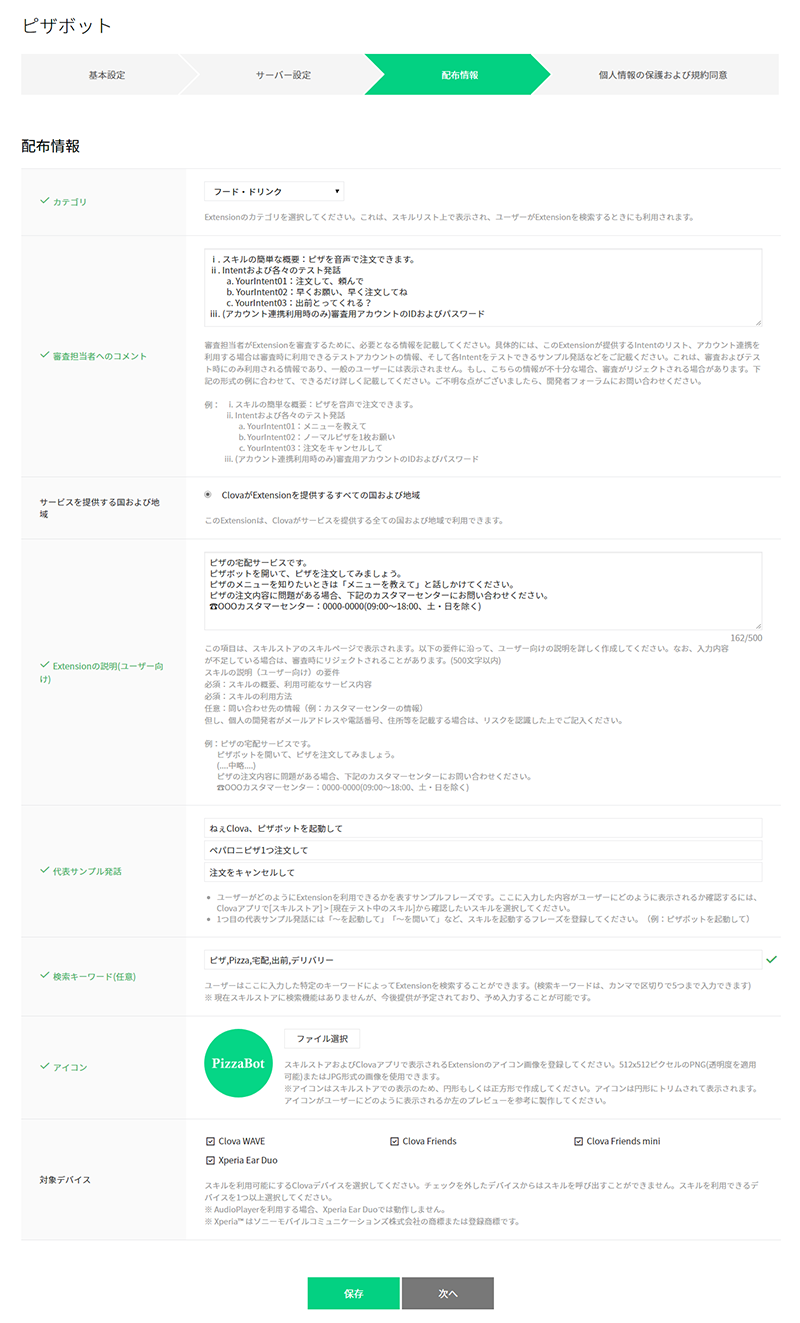 ピザボット
基本設定
サーバー設定
配布情報
個人情報の保護および規約同意
配布情報
カテゴリ
フード・ドリンク
Extensionのカテゴリを選択してください。これは、スキルリスト上で表示され、ユーザーがExtensionを検索するときにも利用されます。
審査担当者へのコメント
ⅰ. スキルの簡単な概要：ピザを音声で注文できます。
ⅱ. Intentおよび各々のテスト発話
a. YourIntent01：注文して、頼んで
b. YourIntent02：早くお願い、早く注文してね
c. YourIntent03：出前とってくれる？
ⅲ. (アカウント連携利用時のみ)審査用アカウントのIDおよびパスワード
審査担当者がExtensionを審査するために、必要となる情報を記載してください。具体的には、このExtensionが提供するIntentのリスト、アカウント連携を
利用する場合は審査時に利用できるテストアカウントの情報、そして各Intentをテストできるサンプル発話などをご記載ください。これは、審査およびテス
ト時にのみ利用される情報であり、一般のユーザーには表示されません。もし、こちらの情報が不十分な場合、審査がリジェクトされる場合があります。下
記の形式の例に合わせて、できるだけ詳しく記載してください。ご不明な点がございましたら、開発者フォーラムにお問い合わせください。
例： ⅰ. スキルの簡単な概要：ピザを音声で注文できます。
ⅱ. Intentおよび各々のテスト発話
a. YourIntent01：メニューを教えて
b. YourIntent02：ノーマルピザを1枚お願い
c. YourIntent03：注文をキャンセルして
ⅲ. (アカウント連携利用時のみ)審査用アカウントのIDおよびパスワード
サービスを提供する国および地
域
ClovaがExtensionを提供するすべての国および地域
このExtensionは、Clovaがサービスを提供する全ての国および地域で利用できます。
Extensionの説明(ユーザー向
け)
ピザの宅配サービスです。
ピザボットを開いて、ピザを注文してみましょう。
ピザのメニューを知りたいときは「メニューを教えて」と話しかけてください。
ピザの注文内容に問題がある場合、下記のカスタマーセンターにお問い合わせください。
☎OOOカスタマーセンター：0000-0000(09:00～18:00、土・日を除く)
162/500
この項目は、スキルストアのスキルページで表示されます。以下の要件に沿って、ユーザー向けの説明を詳しく作成してください。なお、入力内容
が不足している場合は、審査時にリジェクトされることがあります。(500文字以内)
スキルの説明（ユーザー向け）の要件
必須：スキルの概要、利用可能なサービス内容
必須：スキルの利用方法
任意：問い合わせ先の情報（例：カスタマーセンターの情報）
但し、個人の開発者がメールアドレスや電話番号、住所等を記載する場合は、リスクを認識した上でご記入ください。
例：ピザの宅配サービスです。
ピザボットを開いて、ピザを注文してみましょう。
(....中略....)
ピザの注文内容に問題がある場合、下記のカスタマーセンターにお問い合わせください。
☎OOOカスタマーセンター：0000-0000(09:00～18:00、土・日を除く)
代表サンプル発話
ねぇClova、ピザボットを起動して
ペパロニピザ1つ注文して
注文をキャンセルして
• ユーザーがどのようにExtensionを利用できるかを表すサンプルフレーズです。ここに入力した内容がユーザーにどのように表示されるか確認するには、
Clovaアプリで[スキルストア] > [現在テスト中のスキル]から確認したいスキルを選択してください。
• 1つ目の代表サンプル発話には「～を起動して」「～を開いて」など、スキルを起動するフレーズを登録してください。（例：ピザボットを起動して）
検索キーワード(任意)
ピザ,Pizza,宅配,出前,デリバリー
ユーザーはここに入力した特定のキーワードによってExtensionを検索することができます。(検索キーワードは、カンマで区切りで5つまで入力できます)
※ 現在スキルストアに検索機能はありませんが、今後提供が予定されており、予め入力することが可能です。
アイコン
PizzaBot
ファイル選択
スキルストアおよびClovaアプリで表示されるExtensionのアイコン画像を登録してください。512x512ピクセルのPNG(透明度を適用
可能)またはJPG形式の画像を使用できます。
※アイコンはスキルストアでの表示のため、円形もしくは正方形で作成してください。アイコンは円形にトリムされて表示されます。
アイコンがユーザーにどのように表示されるか左のプレビューを参考に製作してください。
対象デバイス
Clova WAVE
Clova Friends
Clova Friends mini
Xperia Ear Duo
スキルを利用可能にするClovaデバイスを選択してください。チェックを外したデバイスからはスキルを呼び出すことができません。スキルを利用できるデ
バイスを1つ以上選択してください。
※ AudioPlayerを利用する場合、Xperia Ear Duoでは動作しません。
※ Xperia™ はソニーモバイルコミュニケーションズ株式会社の商標または登録商標です。
保存
次へ